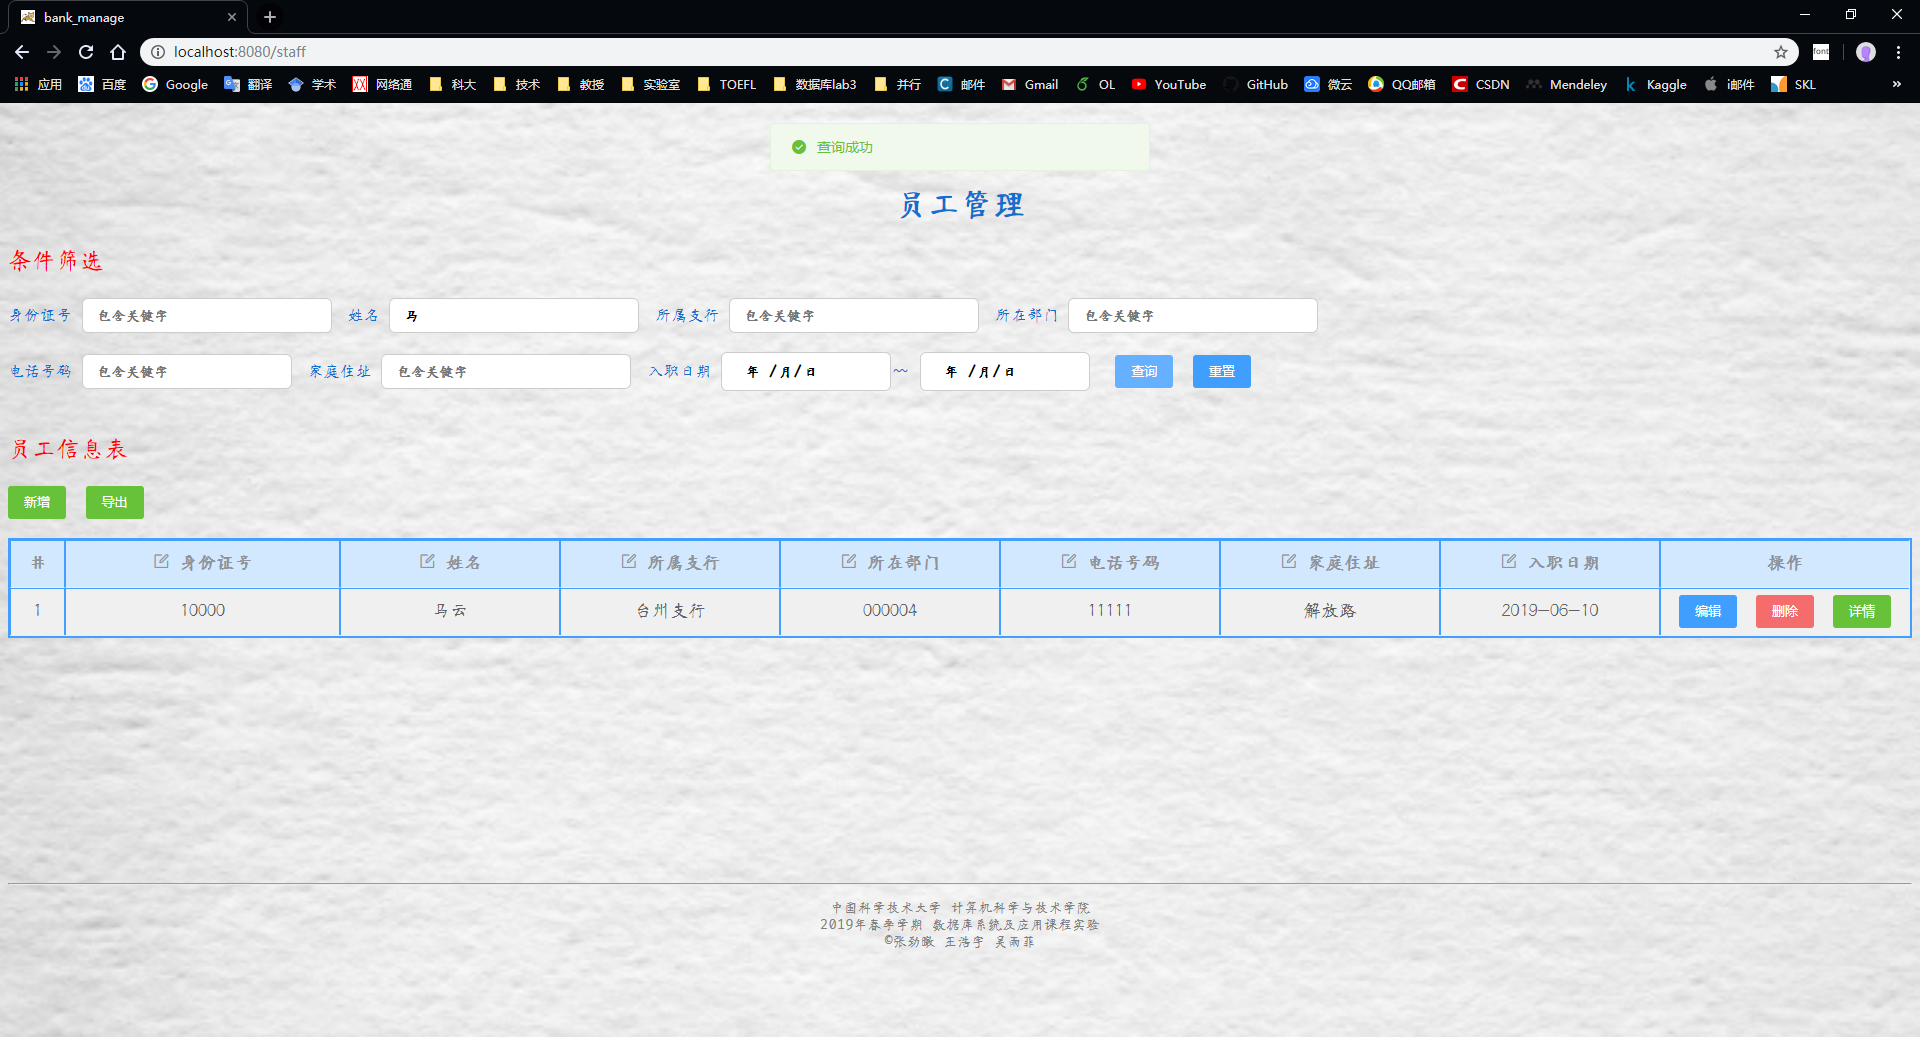 bank_manage
localhost:8080/staff
font
应用 百度 Google 翻译 学术 网络通 科大 技术 教授 实验室 TOEFL 数据库lab3 并行 邮件 Gmail OL YouTube GitHub 微云 QQ邮箱 CSDN Mendeley Kaggle i邮件 SKL »
查询成功
员工管理
条件筛选
身份证号 包含关键字 姓名 马 所属支行 包含关键字 所在部门 包含关键字
电话号码 包含关键字 家庭住址 包含关键字 入职日期 年 /月/日 ~~ 年 /月/日 查询 重置
员工信息表
新增 导出
# 身份证号 姓名 所属支行 所在部门 电话号码 家庭住址 入职日期 操作
1 10000 马云 台州支行 000004 11111 解放路 2019-06-10 编辑 删除 详情
中国科学技术大学 计算机科学与技术学院
2019年春季学期 数据库系统及应用课程实验
©张劲暾 王浩宇 吴雨菲